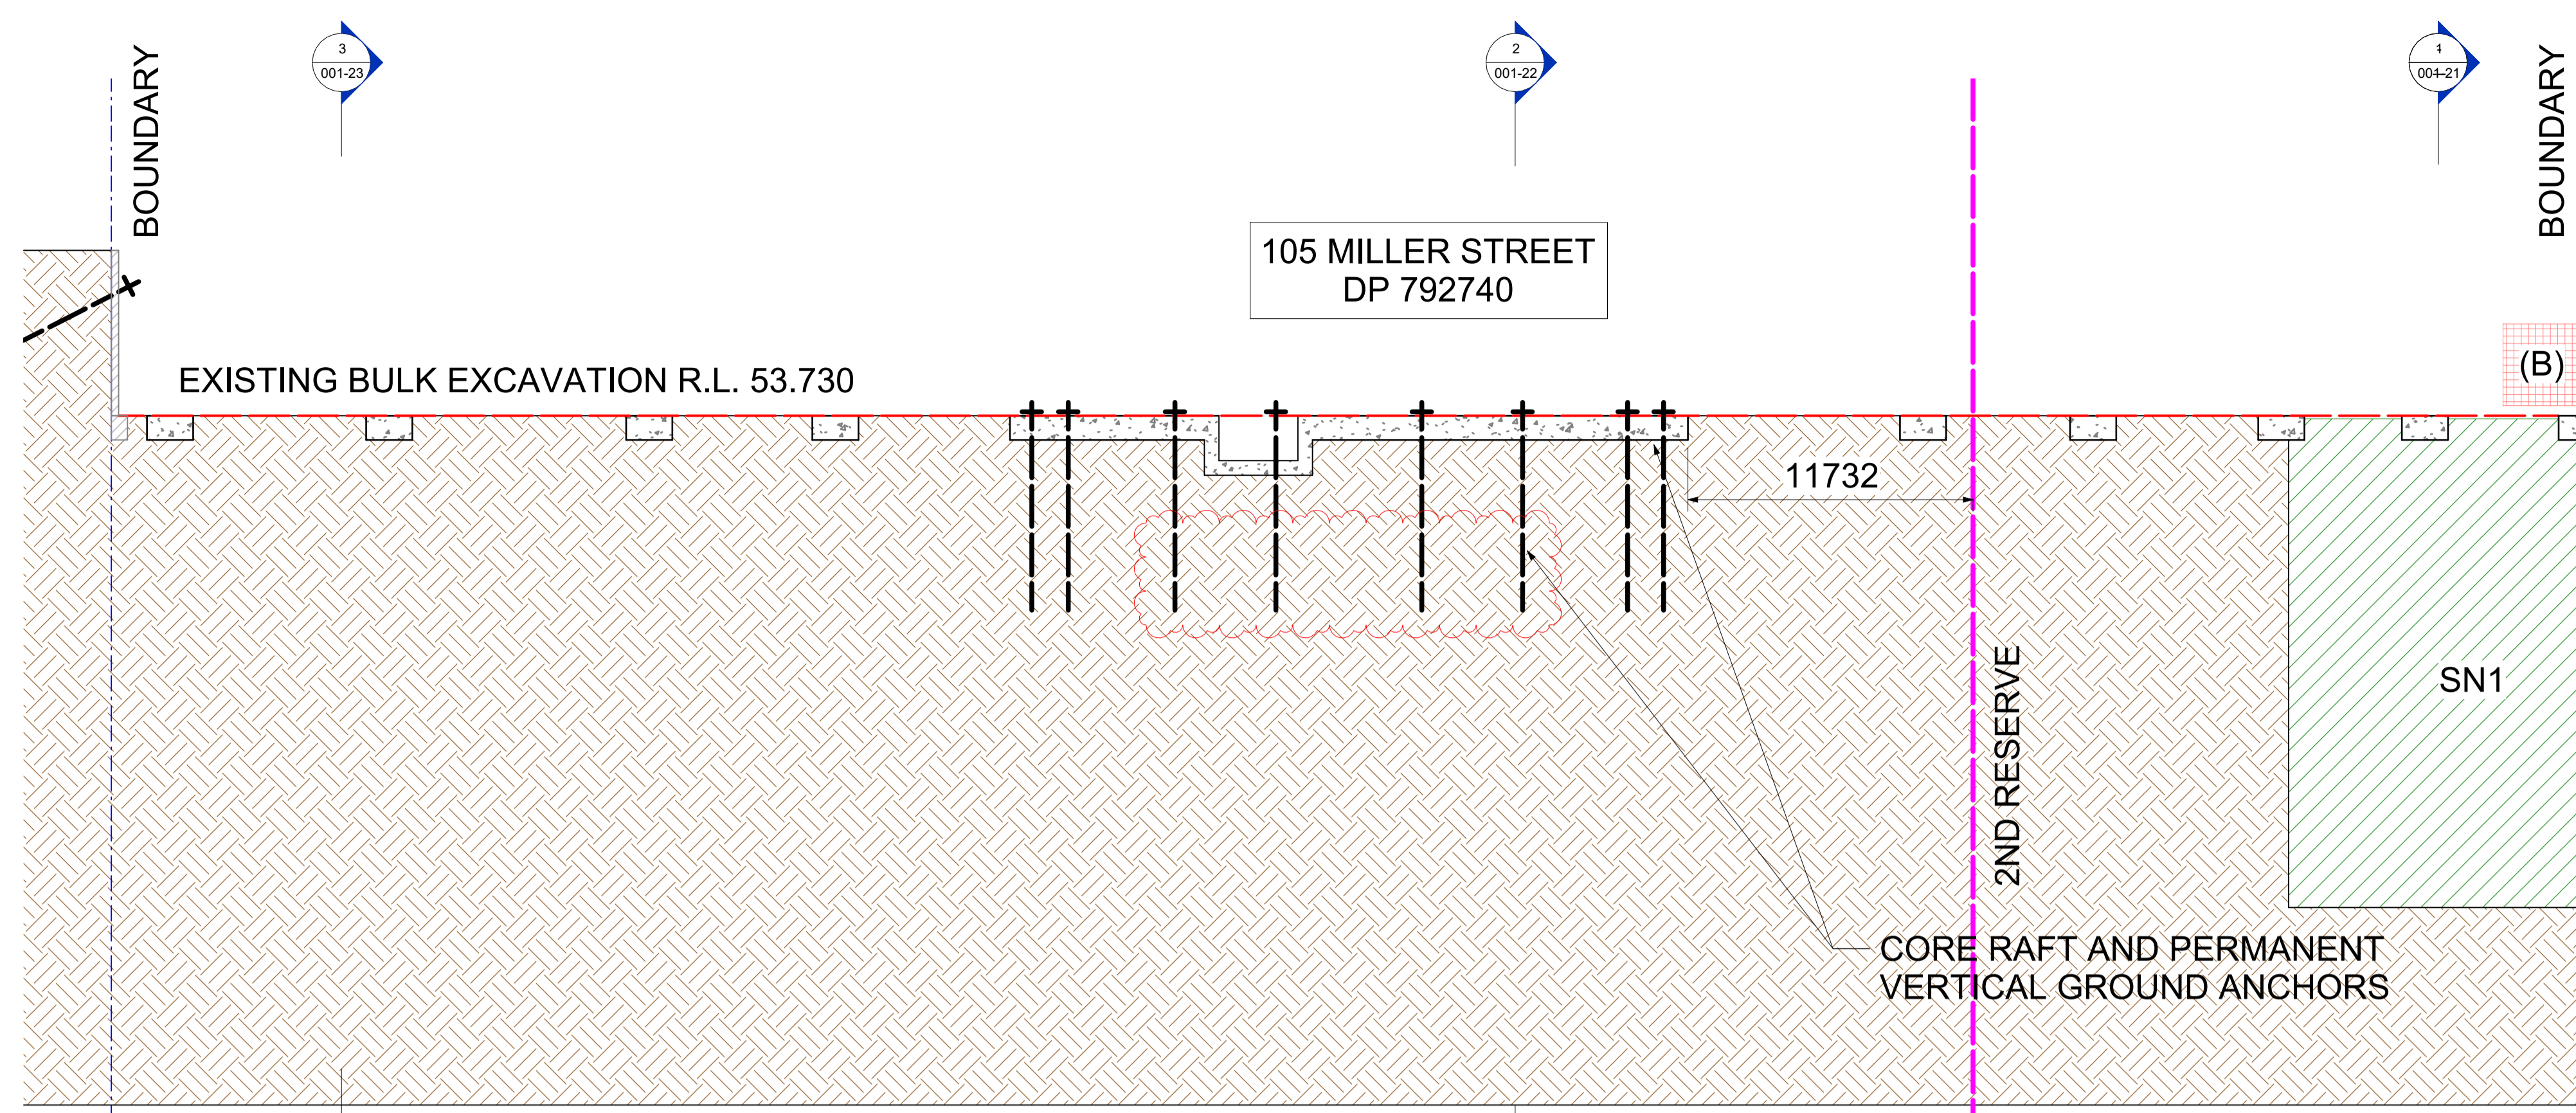 3
001-23
2
001-22
1
001-21
BOUNDARY
BOUNDARY
105 MILLER STREET
DP 792740
EXISTING BULK EXCAVATION R.L. 53.730
(B)
11732
SN1
2ND RESERVE
CORE RAFT AND PERMANENT
VERTICAL GROUND ANCHORS